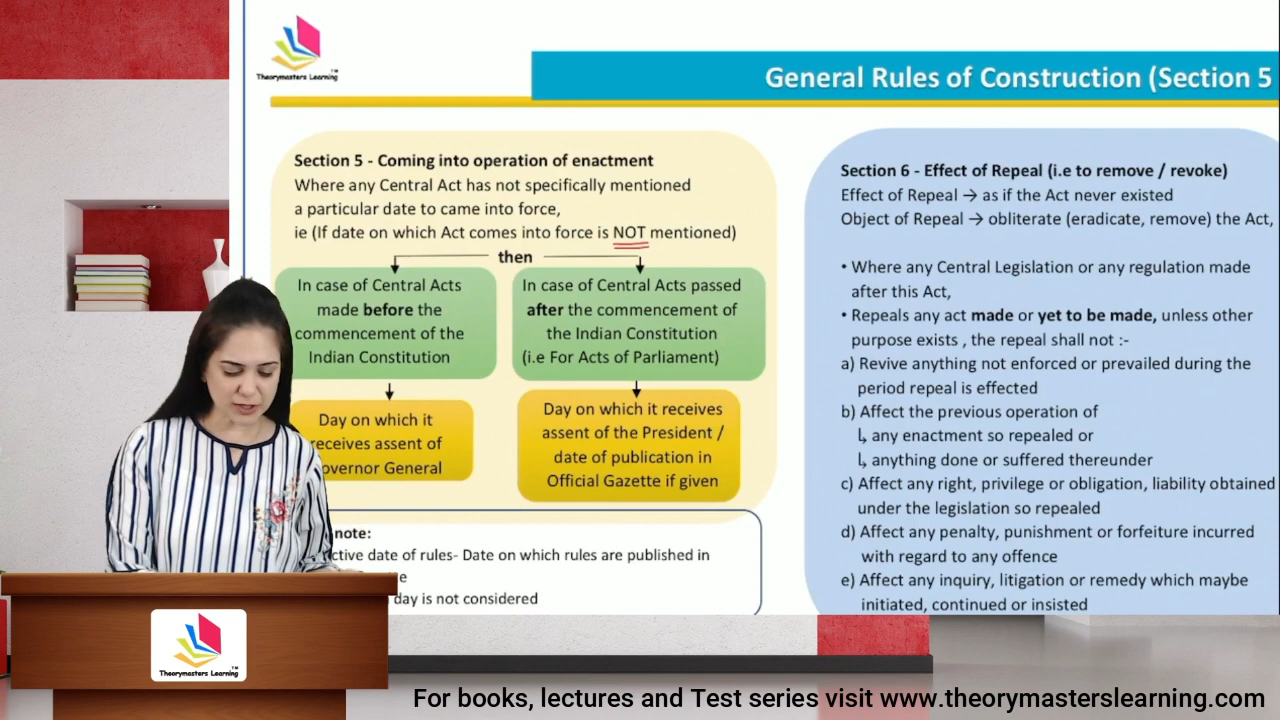 Theorymasters Learning™
General Rules of Construction (Section 5
Section 5 - Coming into operation of enactment
Where any Central Act has not specifically mentioned
a particular date to came into force,
ie (If date on which Act comes into force is NOT mentioned)
then
In case of Central Acts
made before the
commencement of the
Indian Constitution
In case of Central Acts passed
after the commencement of
the Indian Constitution
(i.e For Acts of Parliament)
Day on which it
receives assent of
Governor General
Day on which it receives
assent of the President /
date of publication in
Official Gazette if given
note:
ctive date of rules- Date on which rules are published in
e
day is not considered
Section 6 - Effect of Repeal (i.e to remove / revoke)
Effect of Repeal → as if the Act never existed
Object of Repeal → obliterate (eradicate, remove) the Act,
• Where any Central Legislation or any regulation made
after this Act,
• Repeals any act made or yet to be made, unless other
purpose exists , the repeal shall not :-
a) Revive anything not enforced or prevailed during the
period repeal is effected
b) Affect the previous operation of
↳ any enactment so repealed or
↳ anything done or suffered thereunder
c) Affect any right, privilege or obligation, liability obtained
under the legislation so repealed
d) Affect any penalty, punishment or forfeiture incurred
with regard to any offence
e) Affect any inquiry, litigation or remedy which maybe
initiated, continued or insisted
Theorymasters Learning™
For books, lectures and Test series visit www.theorymasterslearning.com